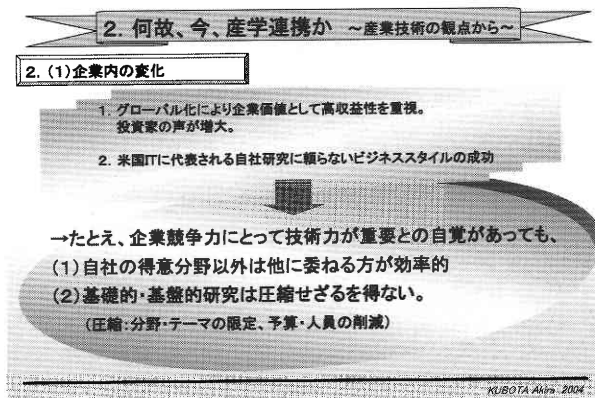 2. 何故、今、産学連携か ～産業技術の観点から～
2. (1)企業内の変化
1. グローバル化により企業価値として高収益性を重視。
投資家の声が増大。
2. 米国ITに代表される自社研究に頼らないビジネススタイルの成功
→たとえ、企業競争力にとって技術力が重要との自覚があっても、
(1)自社の得意分野以外は他に委ねる方が効率的
(2)基礎的・基盤的研究は圧縮せざるを得ない。
(圧縮:分野・テーマの限定、予算・人員の削減)
KUBOTA Akira 2004